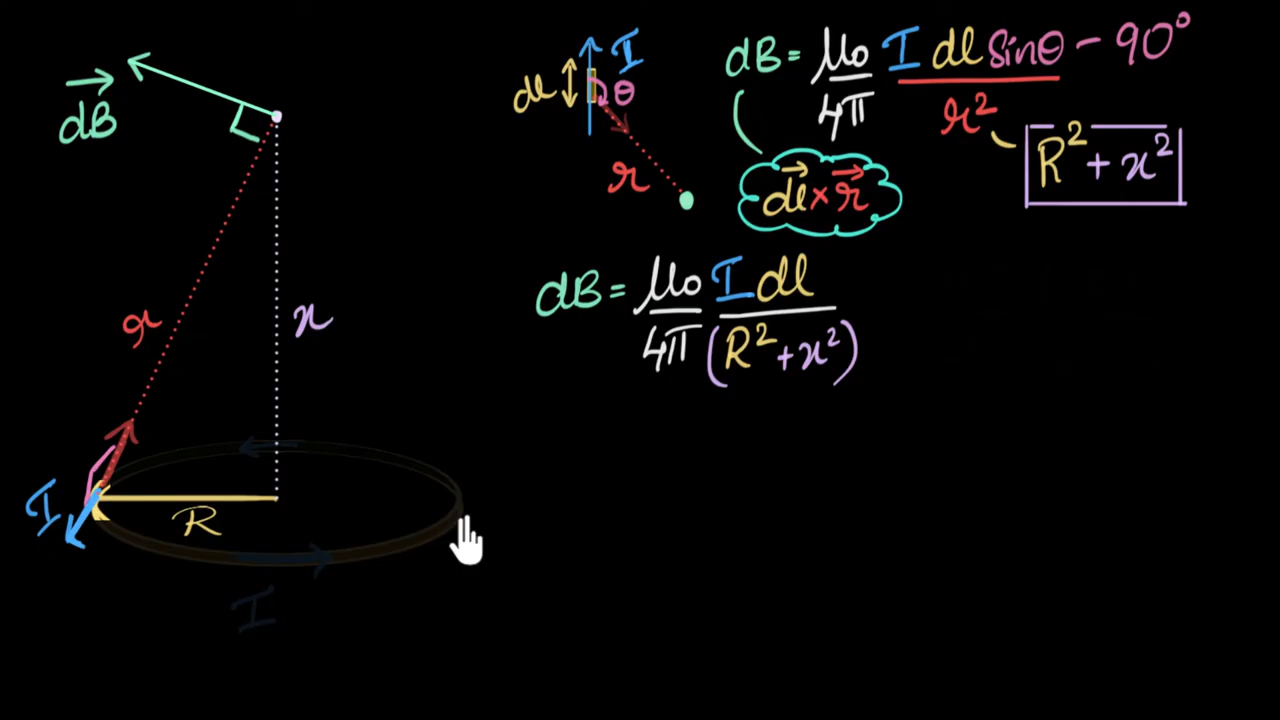 dB = μ₀/4π I dl Sinθ/r² – 90°
R² + x²
dl⃗ × r⃗
dl
I
θ
r
dB = μ₀/4π I dl/(R² + x²)
dB⃗
r
x
I
R
I